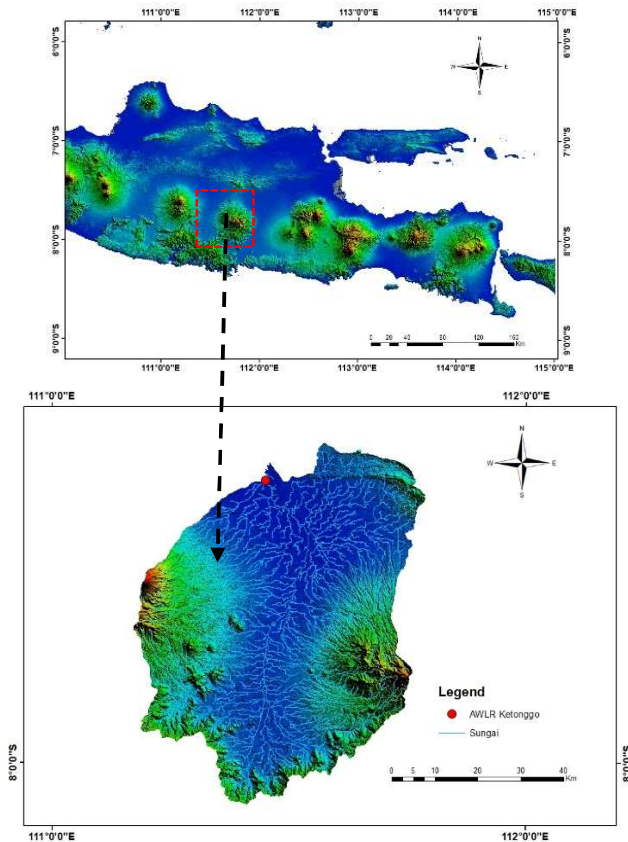 111°0'0"E 112°0'0"E 113°0'0"E 114°0'0"E 115°0'0"E
6°0'0"S 6°0'0"S
N
W E
S
7°0'0"S 7°0'0"S
8°0'0"S 8°0'0"S
9°0'0"S 9°0'0"S
0 20 40 80 120 160
Km
111°0'0"E 112°0'0"E 113°0'0"E 114°0'0"E 115°0'0"E
111°0'0"E 112°0'0"E
N
W E
S
Legend
AWLR Ketonggo
Sungai
8°0'0"S 8°0'0"S
0 5 10 20 30 40
Km
111°0'0"E 112°0'0"E